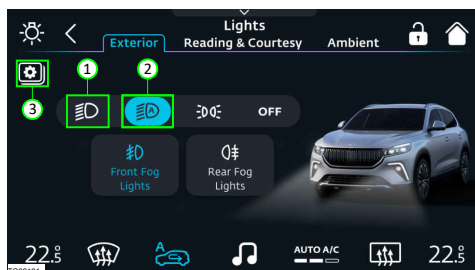 Lights
Exterior Reading & Courtesy Ambient
1 2
3
A
OFF
Front Fog
Lights
Rear Fog
Lights
22.5° A AUTO A/C 22.5°